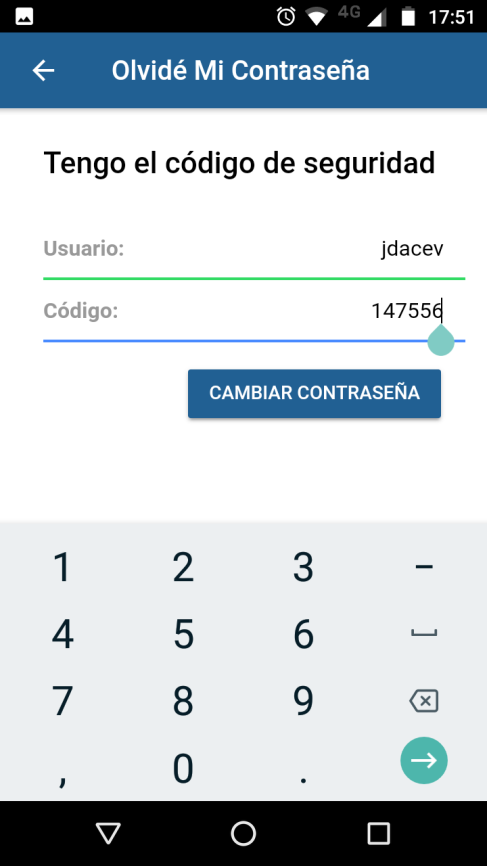 4G 17:51
Olvidé Mi Contraseña
Tengo el código de seguridad
Usuario: jdacev
Código: 147556
CAMBIAR CONTRASEÑA
1 2 3 -
4 5 6
7 8 9
, 0 .